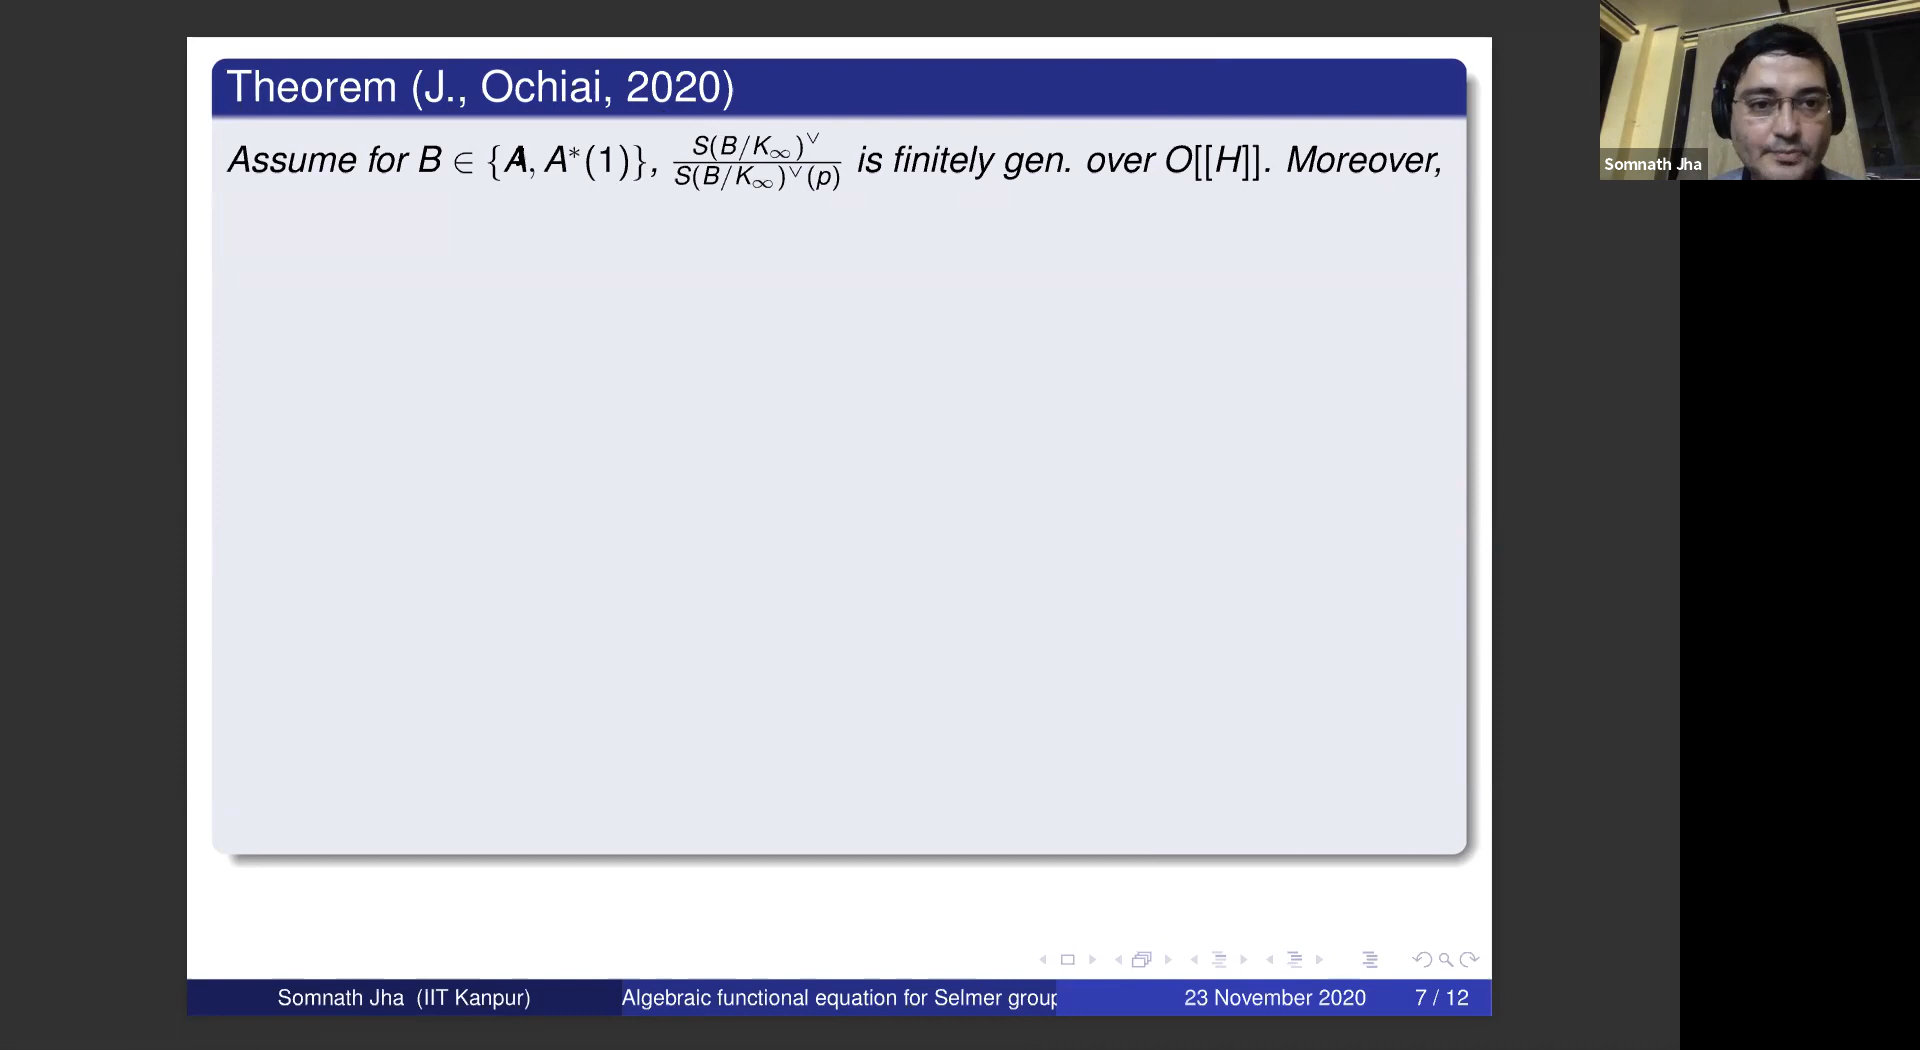 Theorem (J., Ochiai, 2020)
Assume for B ∈ {A, A*(1)}, S(B/K∞)^∨ / S(B/K∞)^∨(p) is finitely gen. over O[[H]]. Moreover,
Somnath Jha
Somnath Jha (IIT Kanpur) Algebraic functional equation for Selmer group 23 November 2020 7 / 12